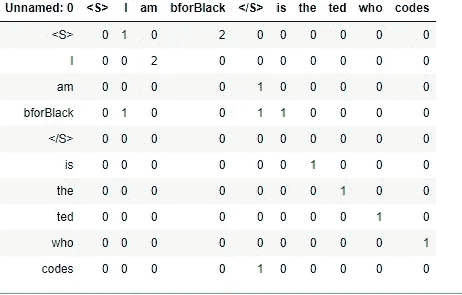 Unnamed: 0 <S> I am bforBlack </S> is the ted who codes
<S> 0 1 0 2 0 0 0 0 0 0
I 0 0 2 0 0 0 0 0 0 0
am 0 0 0 0 1 0 0 0 0 0
bforBlack 0 1 0 0 1 1 0 0 0 0
</S> 0 0 0 0 0 0 0 0 0 0
is 0 0 0 0 0 0 1 0 0 0
the 0 0 0 0 0 0 0 1 0 0
ted 0 0 0 0 0 0 0 0 1 0
who 0 0 0 0 0 0 0 0 0 1
codes 0 0 0 0 1 0 0 0 0 0